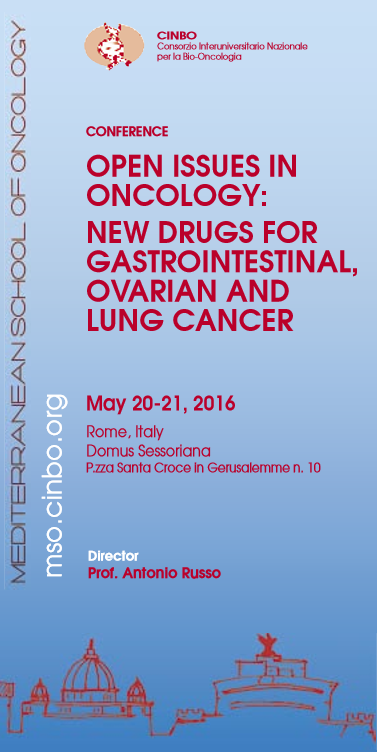 CINBO
Consorzio Interuniversitario Nazionale
per la Bio-Oncologia
CONFERENCE
OPEN ISSUES IN
ONCOLOGY:
NEW DRUGS FOR
GASTROINTESTINAL,
OVARIAN AND
LUNG CANCER
May 20-21, 2016
Rome, Italy
Domus Sessoriana
P.zza Santa Croce in Gerusalemme n. 10
Director
Prof. Antonio Russo
MEDITERRANEAN SCHOOL OF ONCOLOGY
mso.cinbo.org